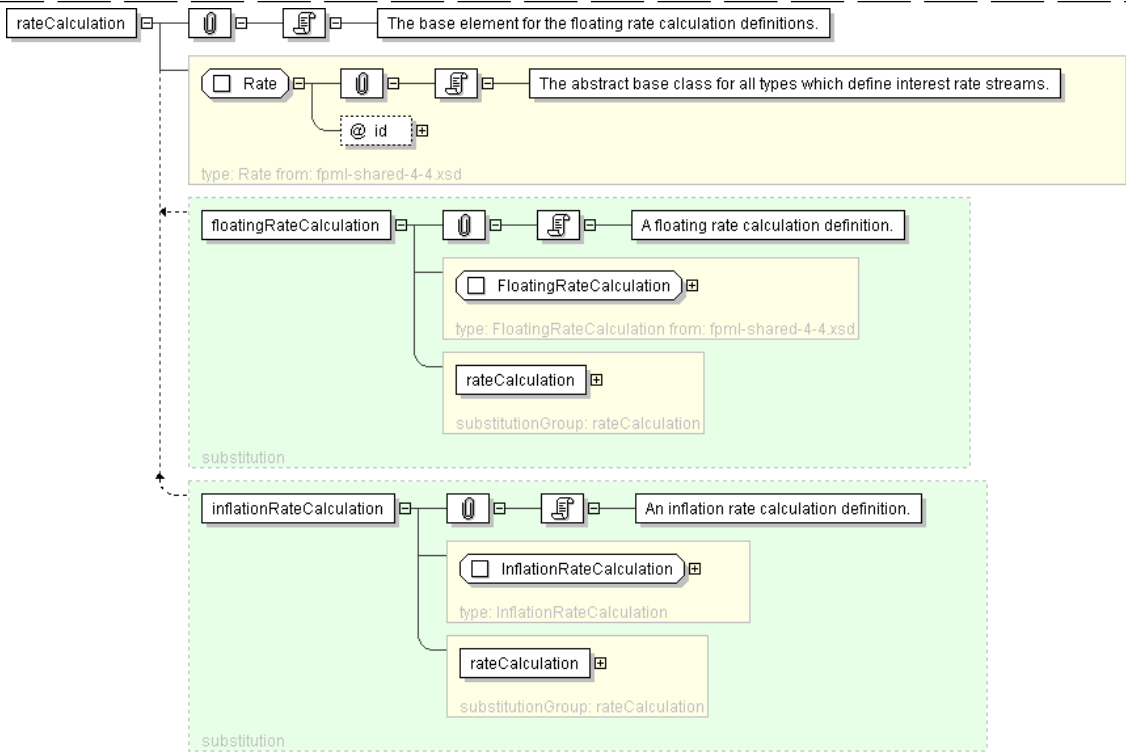 rateCalculation
The base element for the floating rate calculation definitions.
Rate
The abstract base class for all types which define interest rate streams.
@ id
type: Rate from: fpml-shared-4-4.xsd
floatingRateCalculation
A floating rate calculation definition.
FloatingRateCalculation
type: FloatingRateCalculation from: fpml-shared-4-4.xsd
rateCalculation
substitutionGroup: rateCalculation
substitution
inflationRateCalculation
An inflation rate calculation definition.
InflationRateCalculation
type: InflationRateCalculation
rateCalculation
substitutionGroup: rateCalculation
substitution